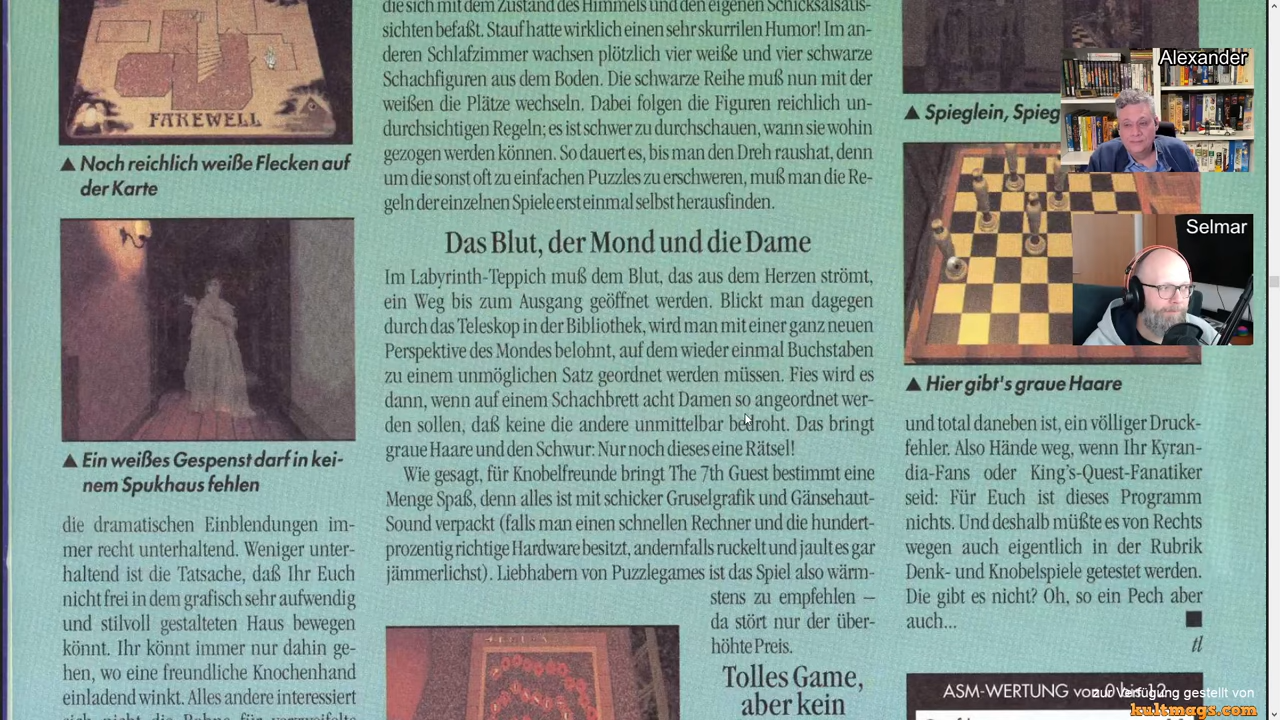 FAREWELL
▲ Noch reichlich weiße Flecken auf
der Karte
▲ Ein weißes Gespenst darf in kei-
nem Spukhaus fehlen
die dramatischen Einblendungen im-
mer recht unterhaltend. Weniger unter-
haltend ist die Tatsache, daß Ihr Euch
nicht frei in dem grafisch sehr aufwendig
und stilvoll gestalteten Haus bewegen
könnt. Ihr könnt immer nur dahin ge-
hen, wo eine freundliche Knochenhand
einladend winkt. Alles andere interessiert
die sich mit dem Zustand des Himmels und den eigenen Schicksalsaus-
sichten befaßt. Stauf hatte wirklich einen sehr skurrilen Humor! Im an-
deren Schlafzimmer wachsen plötzlich vier weiße und vier schwarze
Schachfiguren aus dem Boden. Die schwarze Reihe muß nun mit der
weißen die Plätze wechseln. Dabei folgen die Figuren reichlich un-
durchsichtigen Regeln; es ist schwer zu durchschauen, wann sie wohin
gezogen werden können. So dauert es, bis man den Dreh raushat, denn
um die sonst oft einfachen Puzzles zu erschweren, muß man die Re-
geln der einzelnen Spiele erst einmal selbst herausfinden.
Das Blut, der Mond und die Dame
Im Labyrinth-Teppich muß dem Blut, das aus dem Herzen strömt,
ein Weg bis zum Ausgang geöffnet werden. Blickt man dagegen
durch das Teleskop in der Bibliothek, wird man mit einer ganz neuen
Perspektive des Mondes belohnt, auf dem wieder einmal Buchstaben
zu einem unmöglichen Satz geordnet werden müssen. Fies wird es
dann, wenn auf einem Schachbrett acht Damen so angeordnet wer-
den sollen, daß keine die andere unmittelbar bedroht. Das bringt
graue Haare und den Schwur: Nur noch dieses eine Rätsel!
Wie gesagt, für Knobelfreunde bringt The 7th Guest bestimmt eine
Menge Spaß, denn alles ist mit schicker Gruselgrafik und Gänsehaut-
Sound verpackt (falls man einen schnellen Rechner und die hundert-
prozentig richtige Hardware besitzt, andernfalls ruckelt und jault es gar
jämmerlichst). Liebhabern von Puzzlegames ist das Spiel also wärm-
stens zu empfehlen –
da stört nur der über-
höhte Preis.
Tolles Game,
aber kein
▲ Spieglein, Spieg
▲ Hier gibt's graue Haare
und total daneben ist, ein völliger Druck-
fehler. Also Hände weg, wenn Ihr Kyran-
dia-Fans oder King's-Quest-Fanatiker
seid: Für Euch ist dieses Programm
nichts. Und deshalb müßte es von Rechts
wegen auch eigentlich in der Rubrik
Denk- und Knobelspiele getestet werden.
Die gibt es nicht? Oh, so ein Pech aber
auch...
tl
ASM-WERTUNG von 0 bis 12
Alexander
Selmar
zur Verfügung gestellt von
kultmags.com